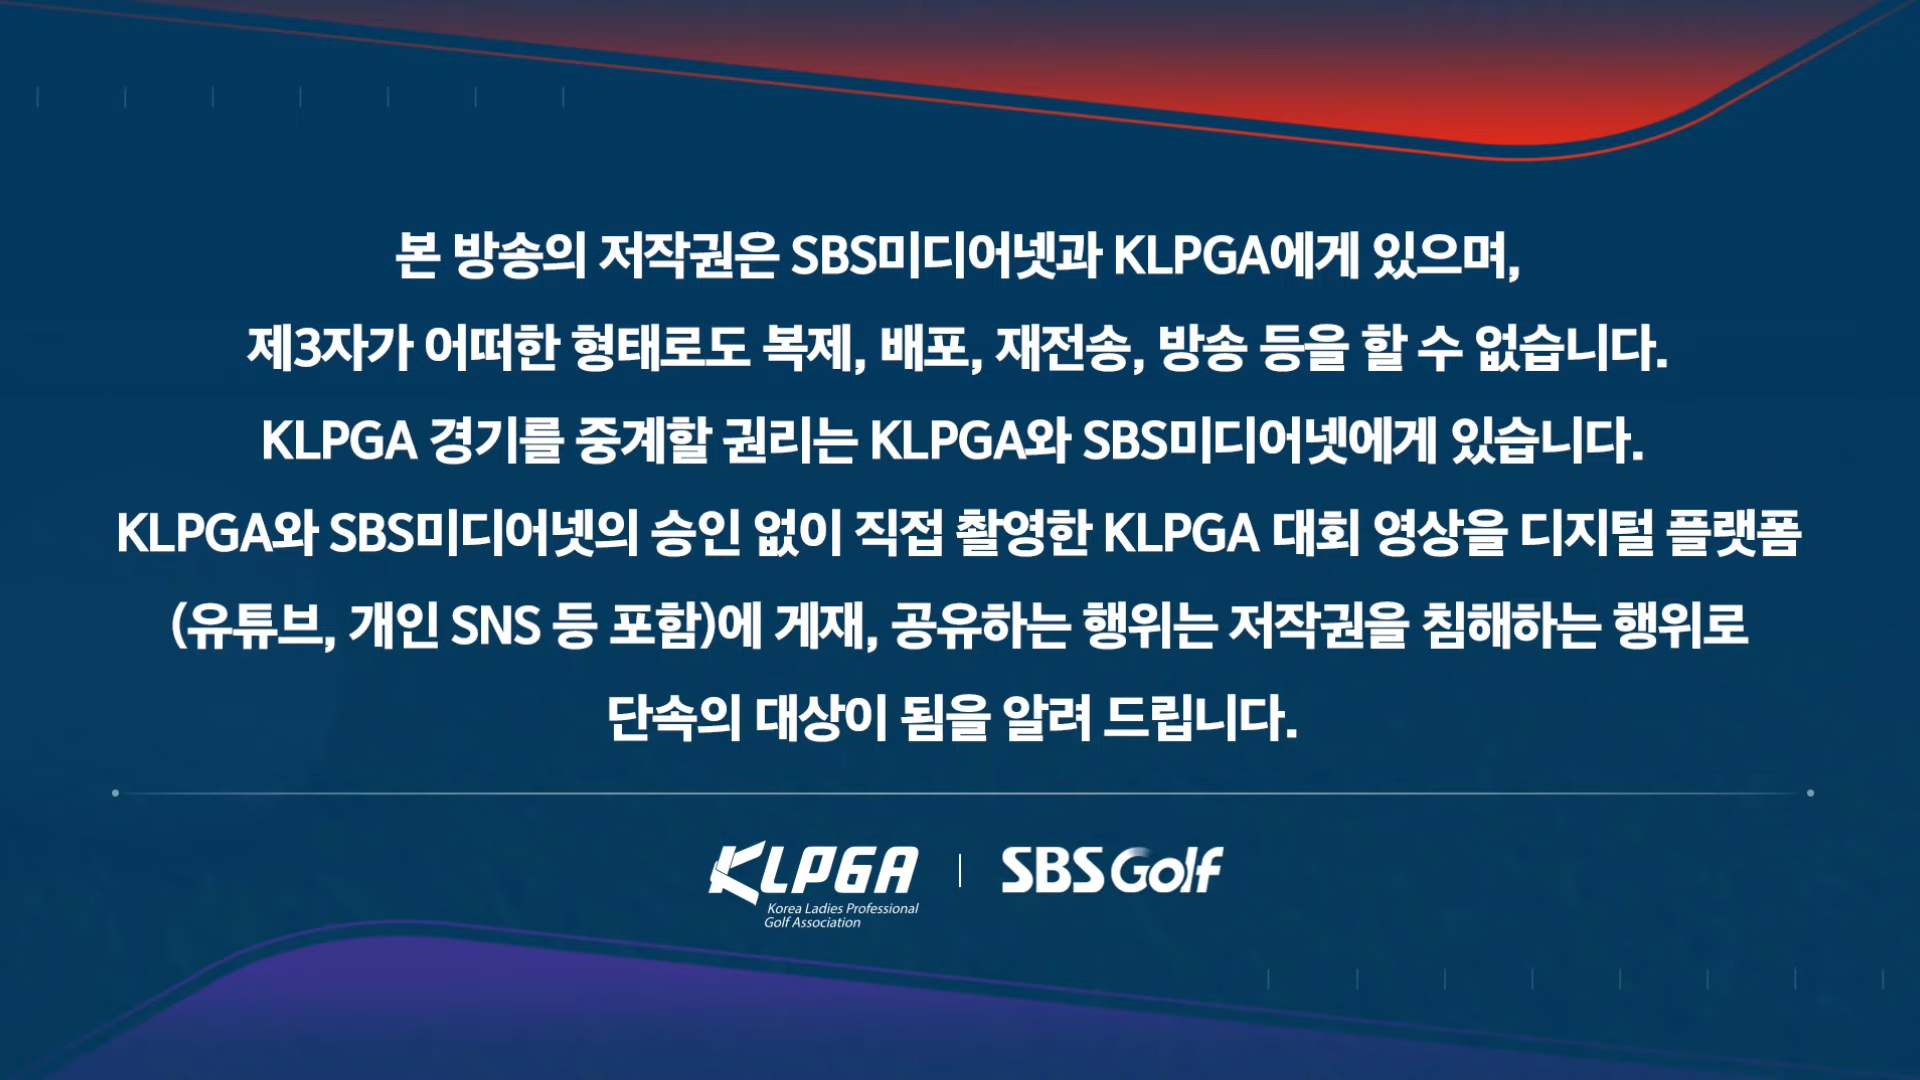 본 방송의 저작권은 SBS미디어넷과 KLPGA에게 있으며,
제3자가 어떠한 형태로도 복제, 배포, 재전송, 방송 등을 할 수 없습니다.
KLPGA 경기를 중계할 권리는 KLPGA와 SBS미디어넷에게 있습니다.
KLPGA와 SBS미디어넷의 승인 없이 직접 촬영한 KLPGA 대회 영상을 디지털 플랫폼
(유튜브, 개인 SNS 등 포함)에 게재, 공유하는 행위는 저작권을 침해하는 행위로
단속의 대상이 됨을 알려 드립니다.
KLPGA
Korea Ladies Professional
Golf Association
SBS Golf